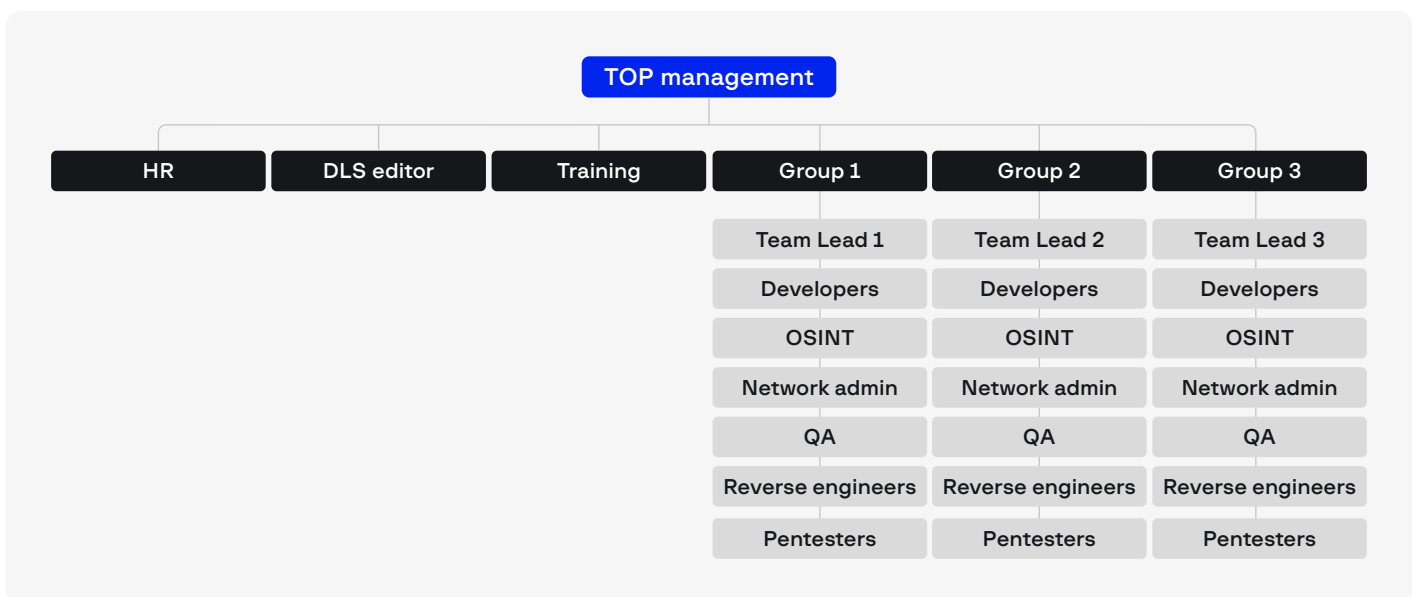 TOP management
HR
DLS editor
Training
Group 1
Group 2
Group 3
Team Lead 1
Team Lead 2
Team Lead 3
Developers
Developers
Developers
OSINT
OSINT
OSINT
Network admin
Network admin
Network admin
QA
QA
QA
Reverse engineers
Reverse engineers
Reverse engineers
Pentesters
Pentesters
Pentesters